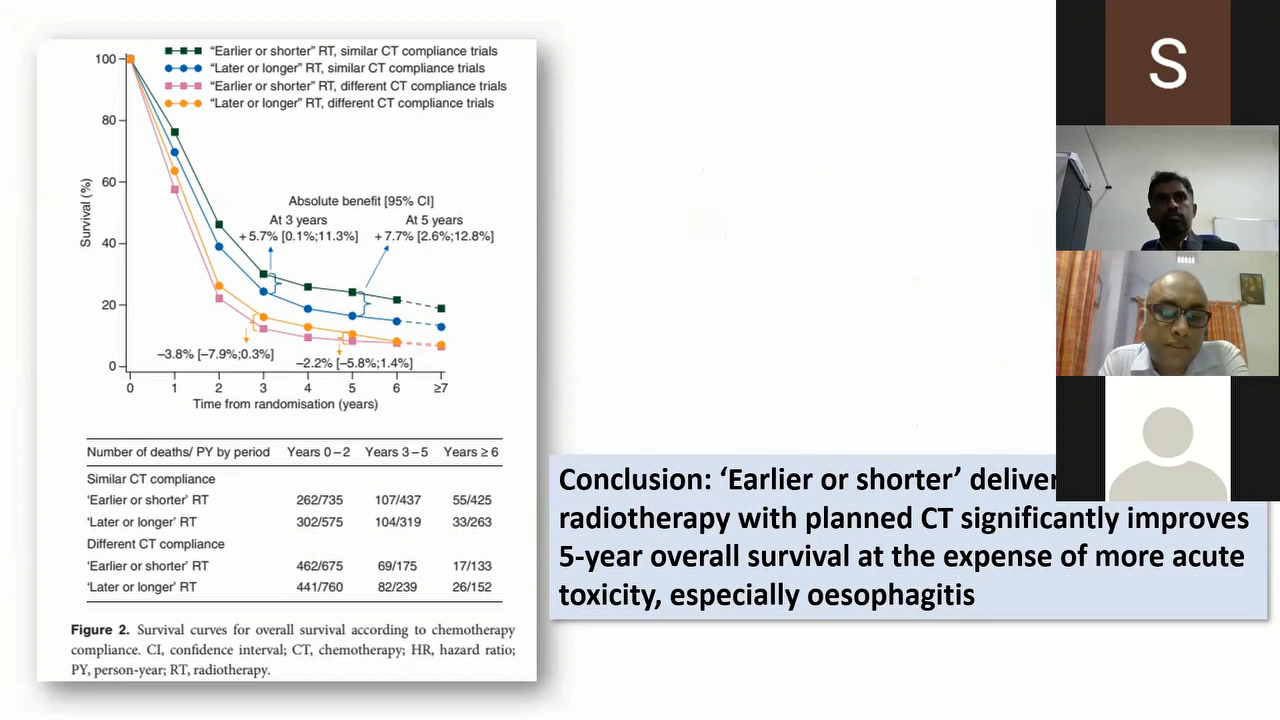 “Earlier or shorter” RT, similar CT compliance trials
“Later or longer” RT, similar CT compliance trials
“Earlier or shorter” RT, different CT compliance trials
“Later or longer” RT, different CT compliance trials
100
80
60
40
20
0
Survival (%)
Absolute benefit [95% CI]
At 3 years At 5 years
+ 5.7% [0.1%;11.3%] + 7.7% [2.6%;12.8%]
–3.8% [–7.9%;0.3%]
–2.2% [–5.8%;1.4%]
0 1 2 3 4 5 6 ≥7
Time from randomisation (years)
Number of deaths/ PY by period Years 0 – 2 Years 3 – 5 Years ≥ 6
Similar CT compliance
‘Earlier or shorter’ RT 262/735 107/437 55/425
‘Later or longer’ RT 302/575 104/319 33/263
Different CT compliance
‘Earlier or shorter’ RT 462/675 69/175 17/133
‘Later or longer’ RT 441/760 82/239 26/152
Figure 2. Survival curves for overall survival according to chemotherapy
compliance. CI, confidence interval; CT, chemotherapy; HR, hazard ratio;
PY, person-year; RT, radiotherapy.
Conclusion: ‘Earlier or shorter’
radiotherapy with planned CT significantly improves
5-year overall survival at the expense of more acute
toxicity, especially oesophagitis
S